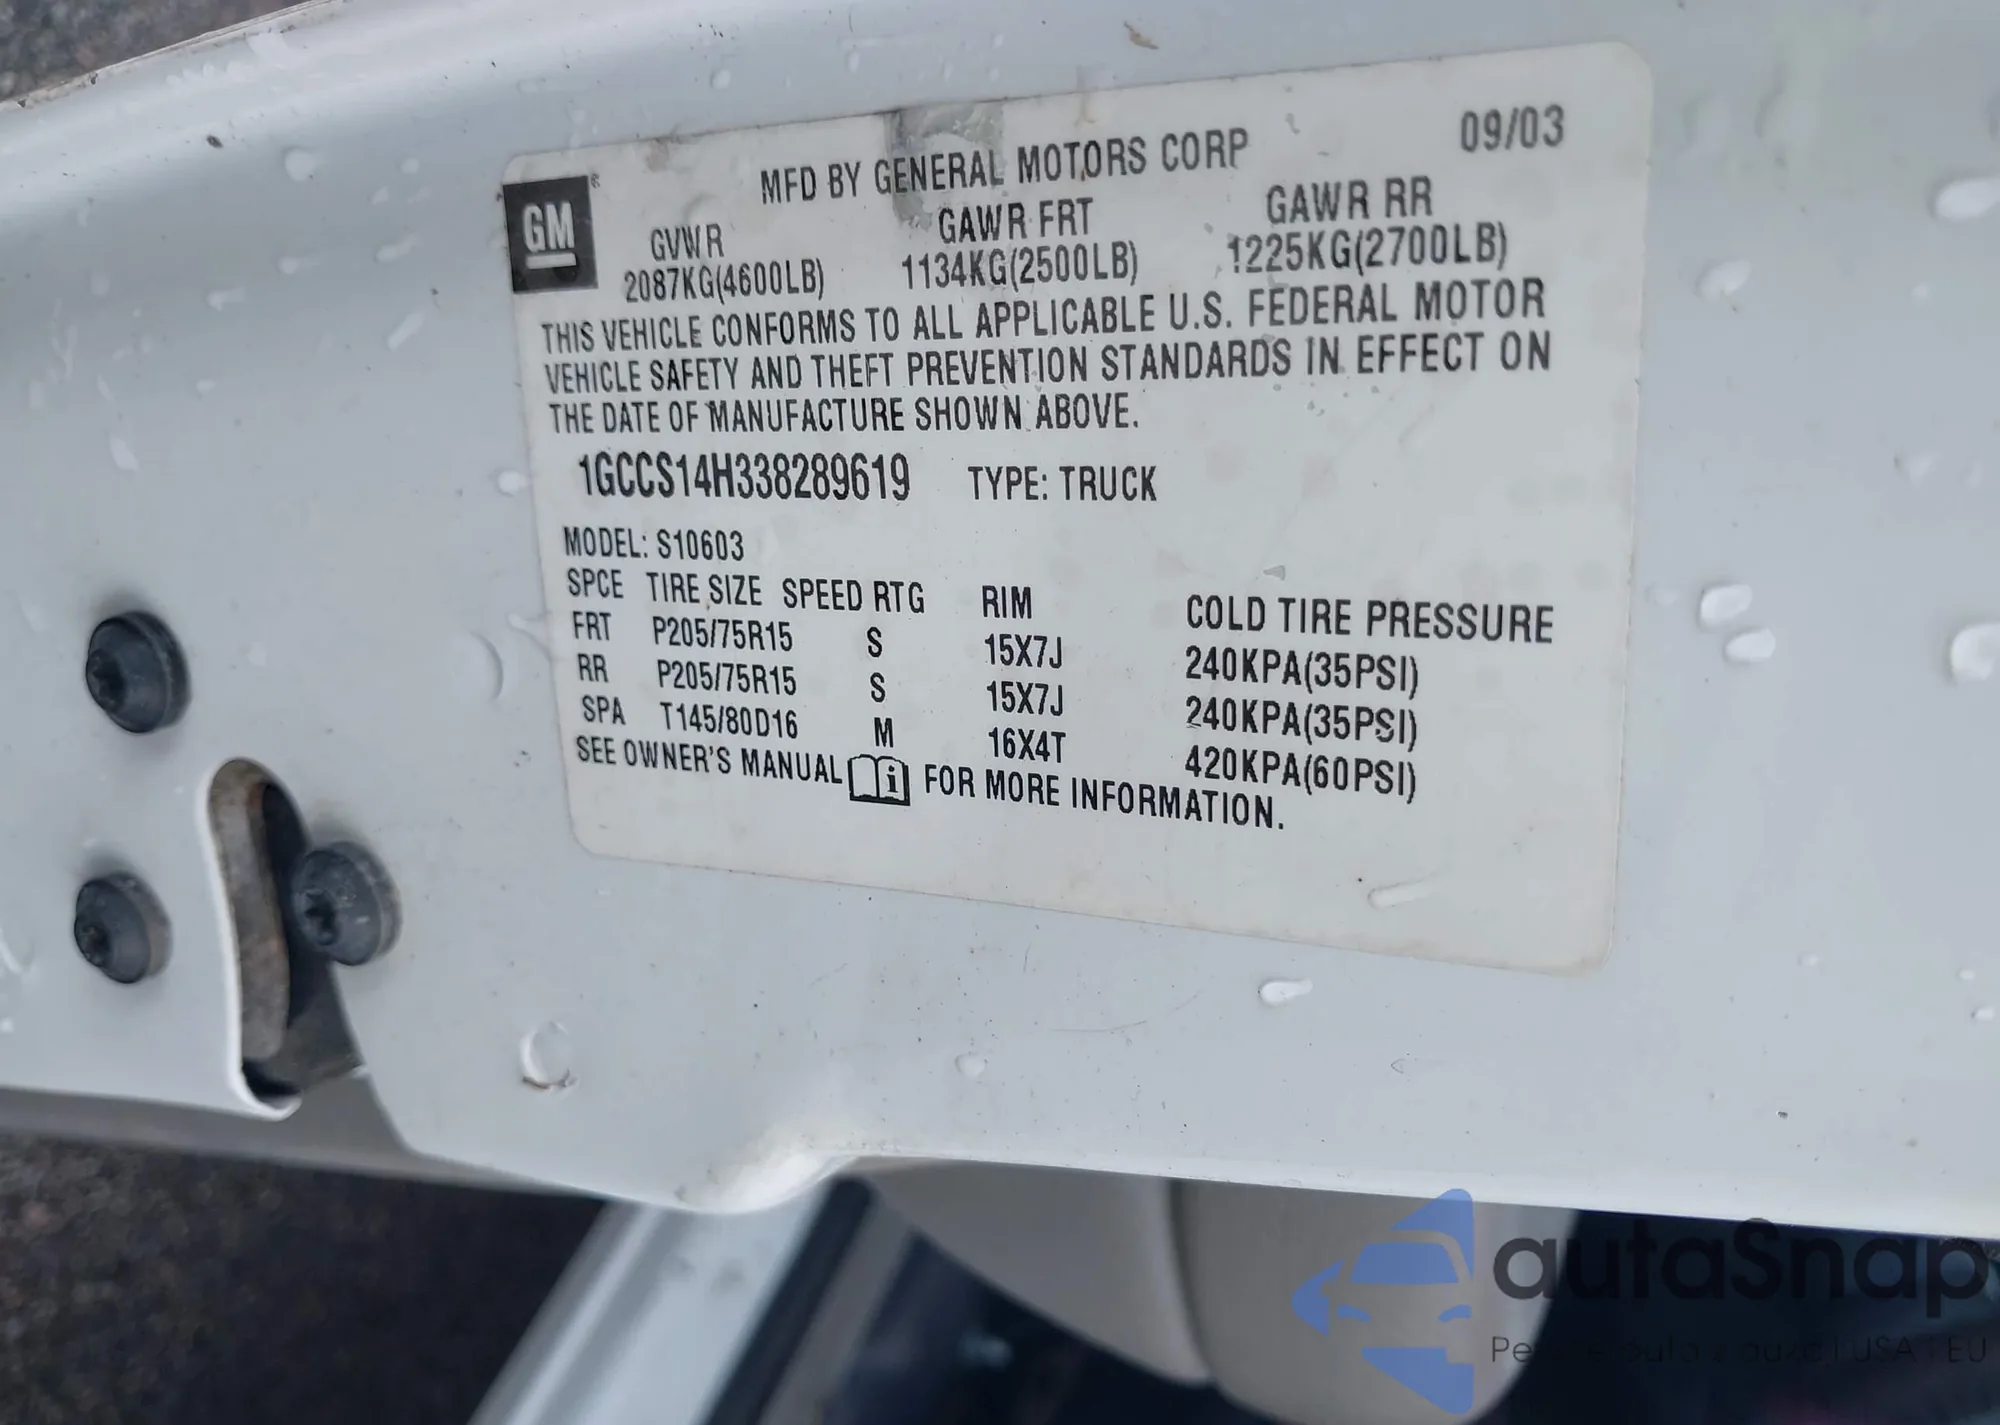 09/03
MFD BY GENERAL MOTORS CORP
GM®
GVWR GAWR FRT GAWR RR
2087KG(4600LB) 1134KG(2500LB) 1225KG(2700LB)
THIS VEHICLE CONFORMS TO ALL APPLICABLE U.S. FEDERAL MOTOR
VEHICLE SAFETY AND THEFT PREVENTION STANDARDS IN EFFECT ON
THE DATE OF MANUFACTURE SHOWN ABOVE.
1GCCS14H338289619 TYPE: TRUCK
MODEL: S10603
SPCE TIRE SIZE SPEED RTG RIM COLD TIRE PRESSURE
FRT P205/75R15 S 15X7J 240KPA(35PSI)
RR P205/75R15 S 15X7J 240KPA(35PSI)
SPA T145/80D16 M 16X4T 420KPA(60PSI)
SEE OWNER'S MANUAL FOR MORE INFORMATION.
autaSnap
USA EU